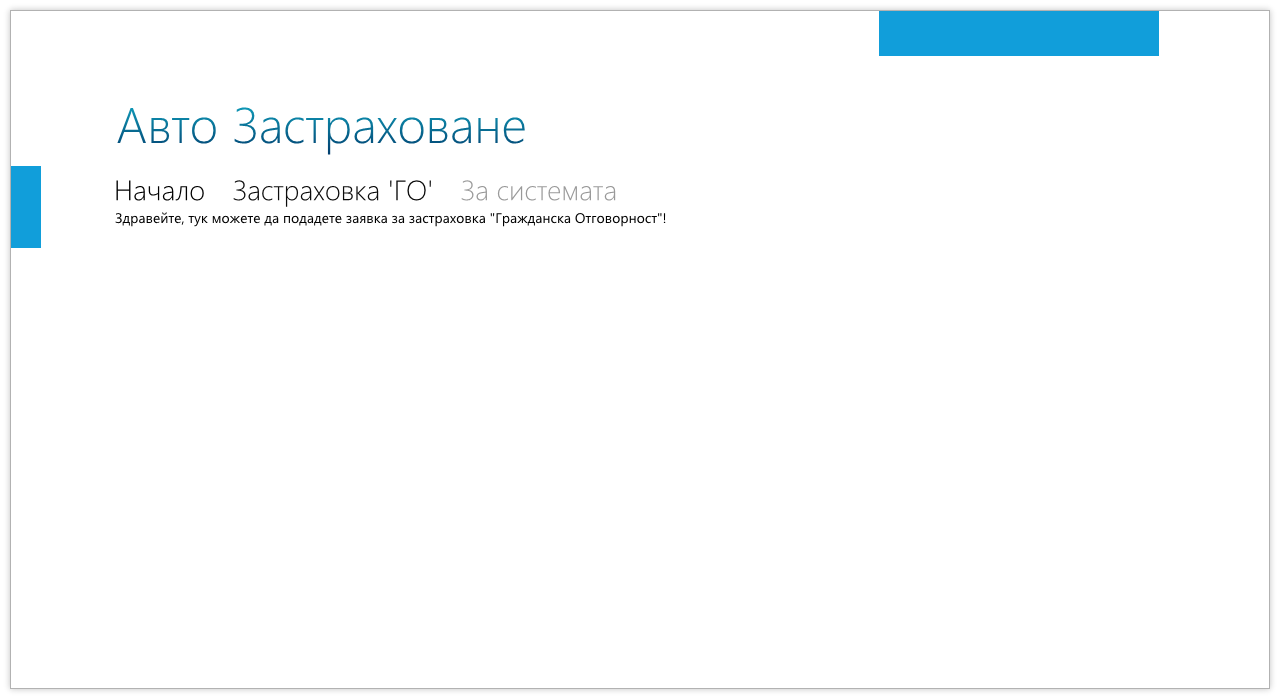 Авто Застраховане
Начало Застраховка 'ГО' За системата
Здравейте, тук можете да подадете заявка за застраховка "Гражданска Отговорност"!